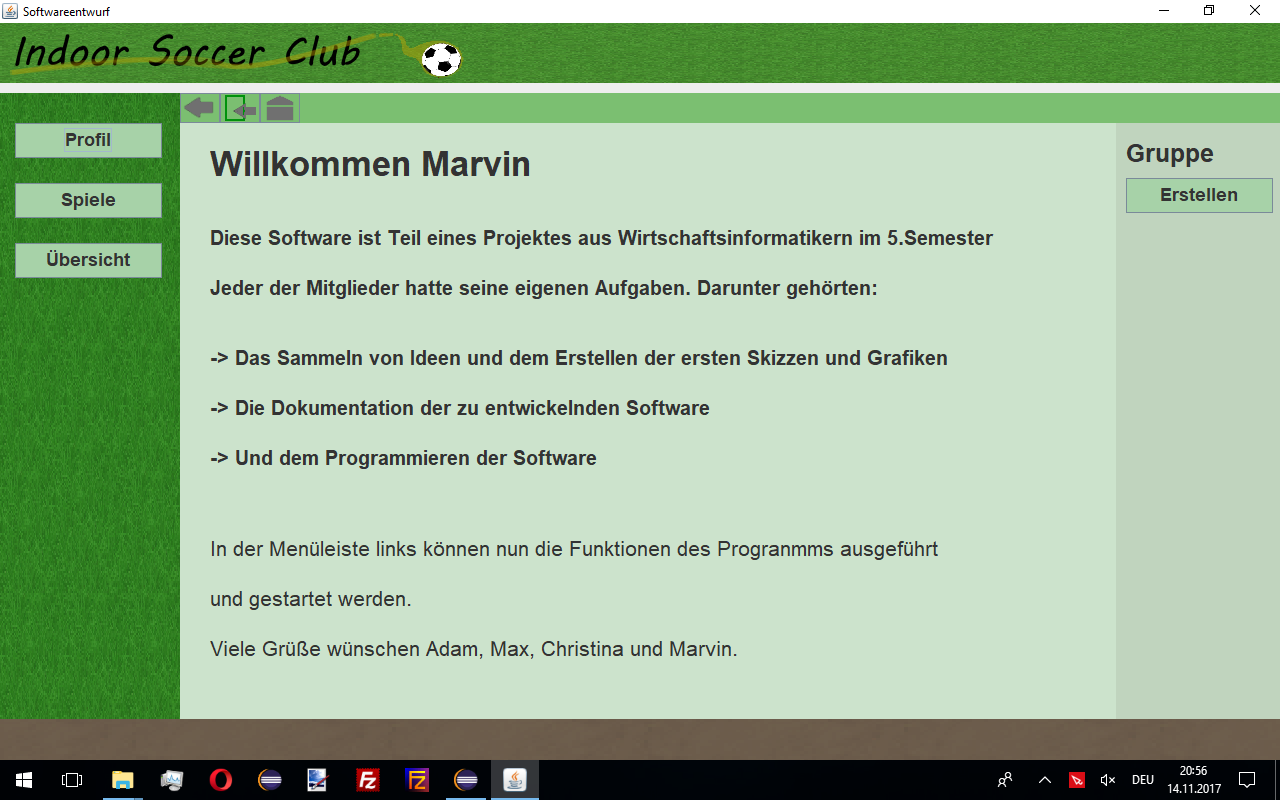 Softwareentwurf
Indoor Soccer Club
Profil
Spiele
Übersicht
Willkommen Marvin
Diese Software ist Teil eines Projektes aus Wirtschaftsinformatikern im 5.Semester
Jeder der Mitglieder hatte seine eigenen Aufgaben. Darunter gehörten:
-> Das Sammeln von Ideen und dem Erstellen der ersten Skizzen und Grafiken
-> Die Dokumentation der zu entwickelnden Software
-> Und dem Programmieren der Software
In der Menüleiste links können nun die Funktionen des Progranmms ausgeführt
und gestartet werden.
Viele Grüße wünschen Adam, Max, Christina und Marvin.
Gruppe
Erstellen
Fz
FZ
DEU
20:56
14.11.2017